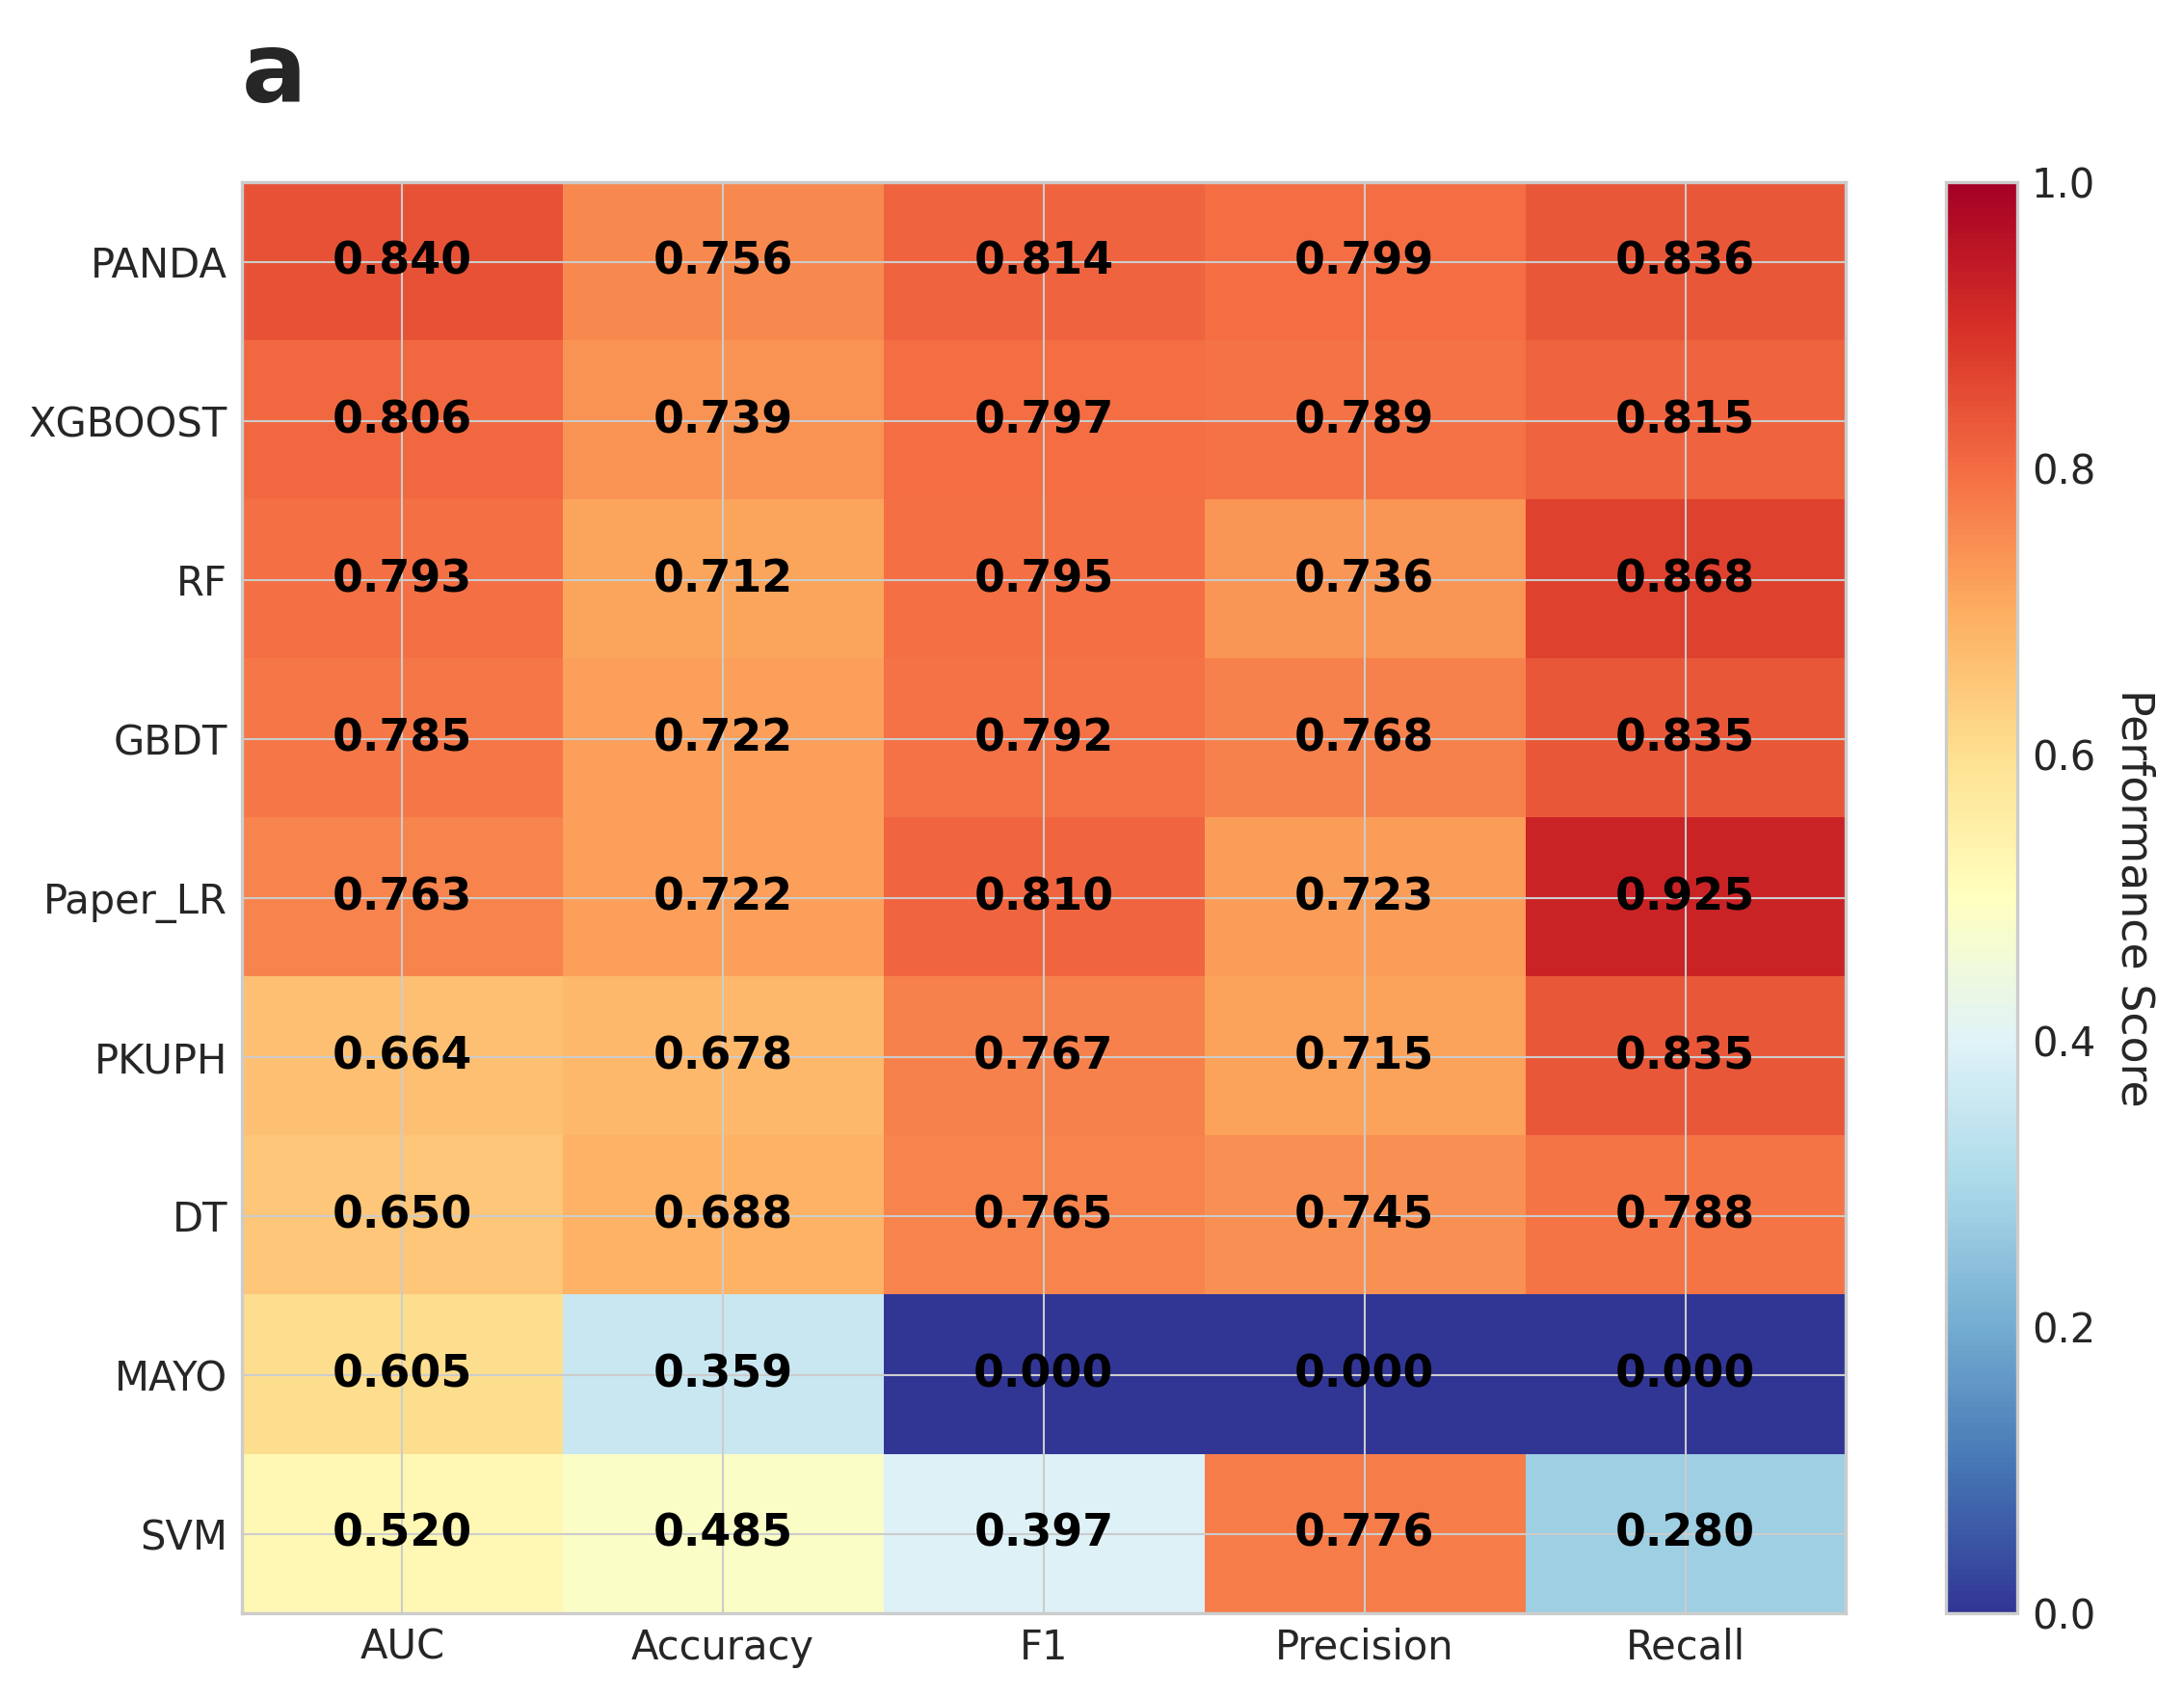 a
PANDA 0.840 0.756 0.814 0.799 0.836
XGBOOST 0.806 0.739 0.797 0.789 0.815
RF 0.793 0.712 0.795 0.736 0.868
GBDT 0.785 0.722 0.792 0.768 0.835
Paper_LR 0.763 0.722 0.810 0.723 0.925
PKUPH 0.664 0.678 0.767 0.715 0.835
DT 0.650 0.688 0.765 0.745 0.788
MAYO 0.605 0.359 0.000 0.000 0.000
SVM 0.520 0.485 0.397 0.776 0.280
AUC Accuracy F1 Precision Recall
1.0
0.8
0.6
0.4
0.2
0.0
Performance Score